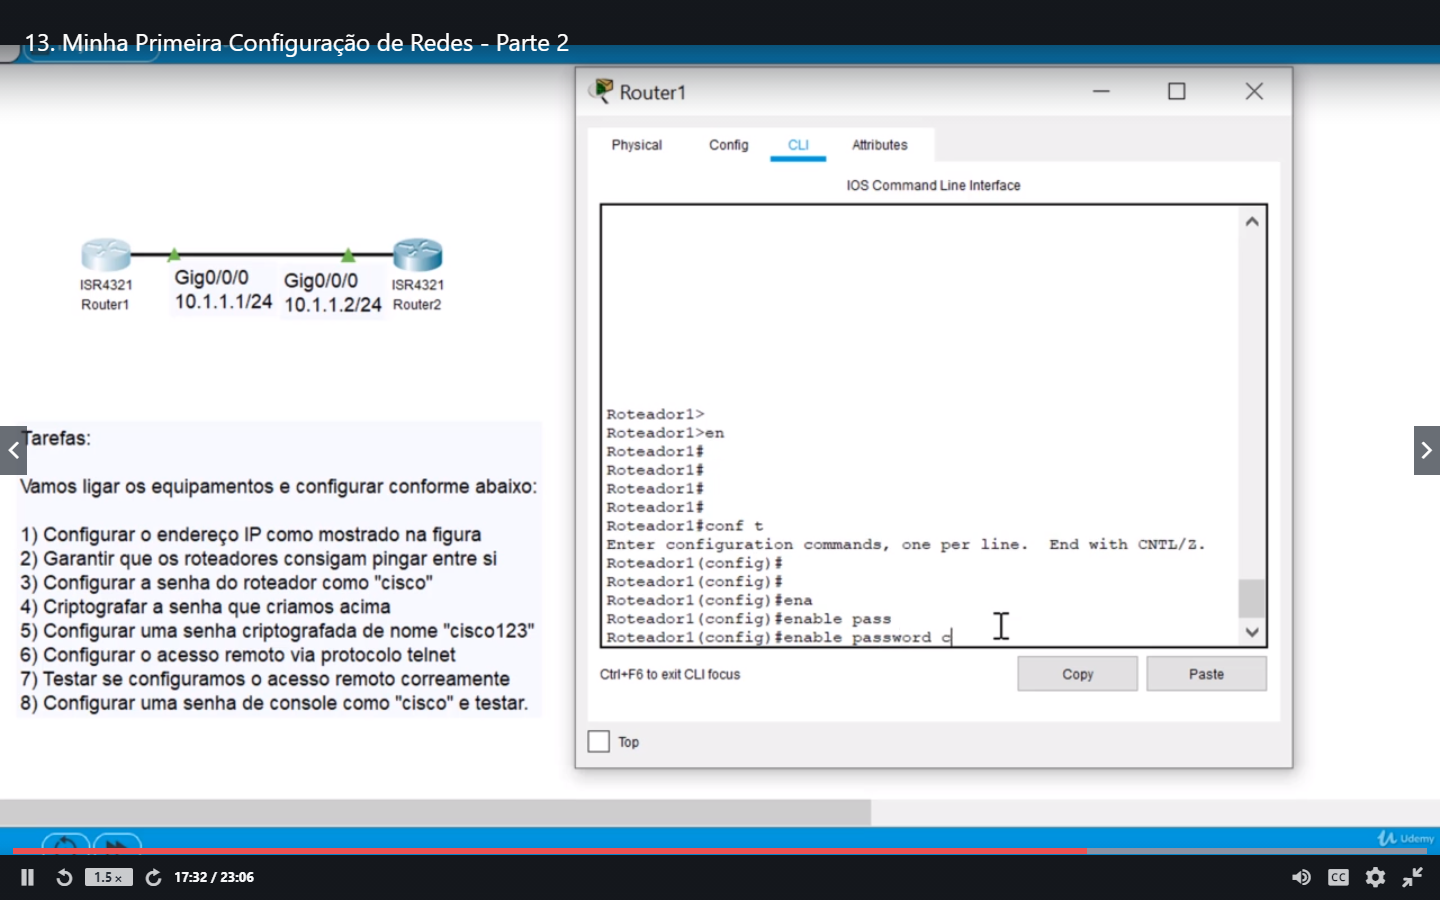 13. Minha Primeira Configuração de Redes - Parte 2
Router1
Physical Config CLI Attributes
IOS Command Line Interface
Gig0/0/0
10.1.1.1/24
Gig0/0/0
10.1.1.2/24
ISR4321
Router1
ISR4321
Router2
Tarefas:
Vamos ligar os equipamentos e configurar conforme abaixo:
1) Configurar o endereço IP como mostrado na figura
2) Garantir que os roteadores consigam pingar entre si
3) Configurar a senha do roteador como "cisco"
4) Criptografar a senha que criamos acima
5) Configurar uma senha criptografada de nome "cisco123"
6) Configurar o acesso remoto via protocolo telnet
7) Testar se configuramos o acesso remoto correamente
8) Configurar uma senha de console como "cisco" e testar.
Roteador1>
Roteador1>en
Roteador1#
Roteador1#
Roteador1#
Roteador1#
Roteador1#conf t
Enter configuration commands, one per line.  End with CNTL/Z.
Roteador1(config)#
Roteador1(config)#
Roteador1(config)#ena
Roteador1(config)#enable pass
Roteador1(config)#enable password c
Ctrl+F6 to exit CLI focus
Copy
Paste
Top
Udemy
1.5 x
17:32 / 23:06
CC